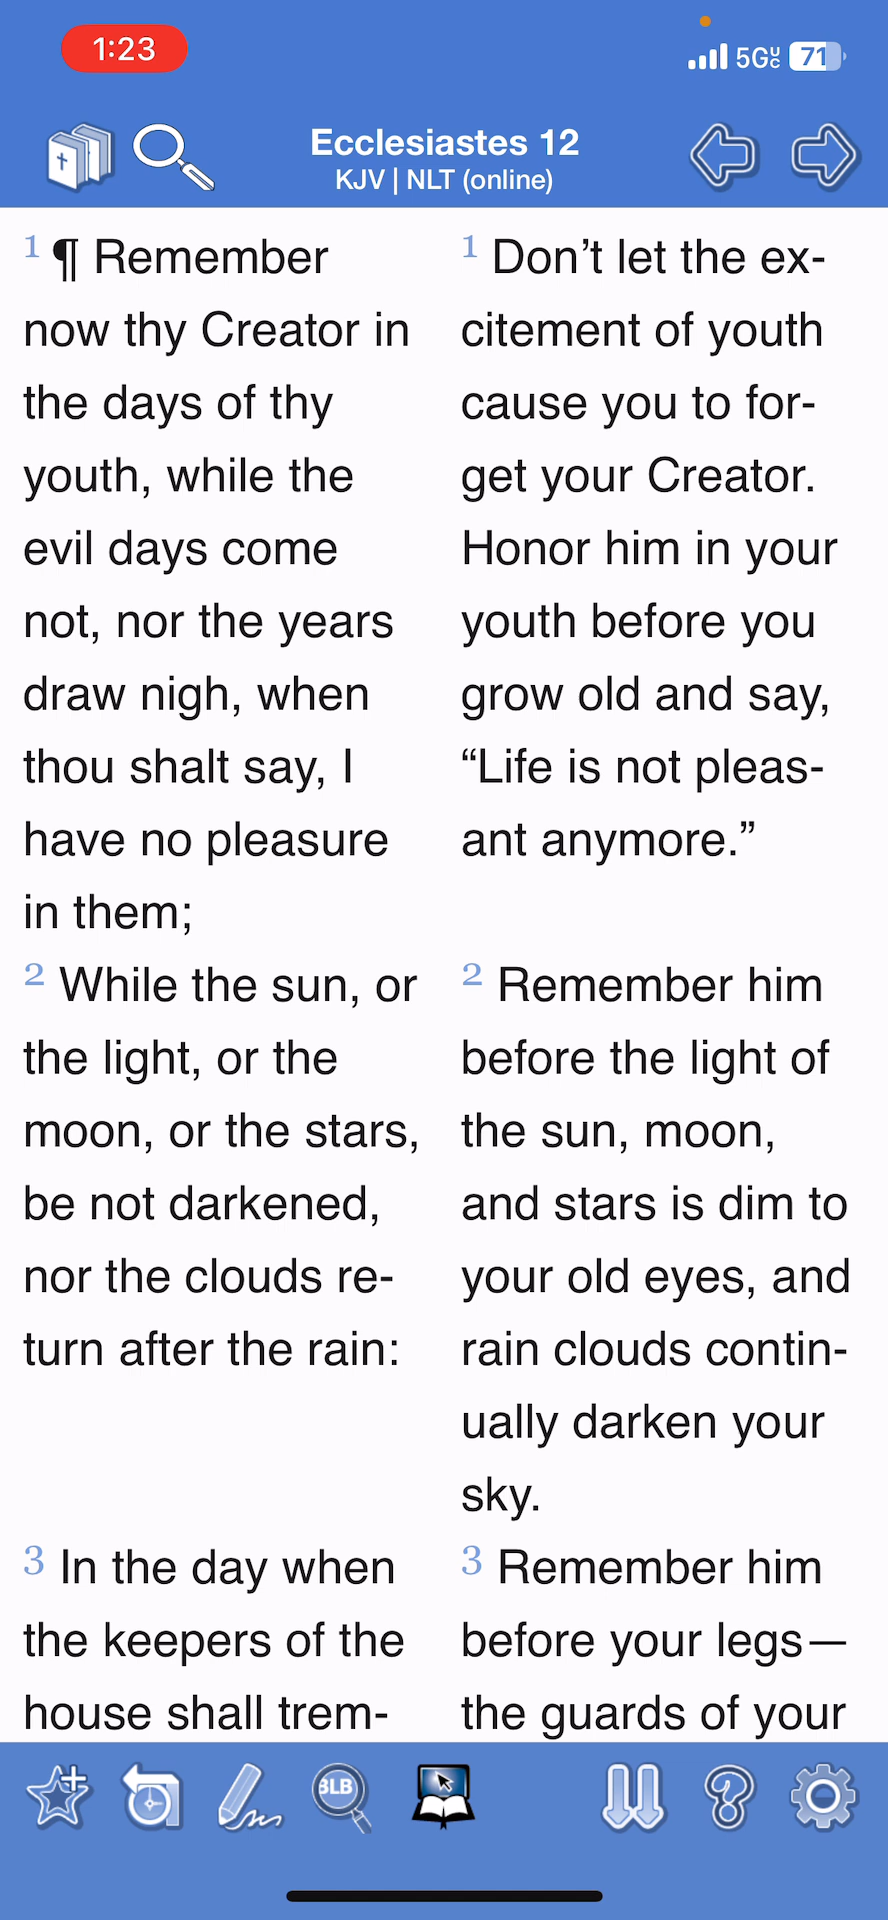 1:23
5GUC 71
Ecclesiastes 12
KJV | NLT (online)
1 ¶ Remember
now thy Creator in
the days of thy
youth, while the
evil days come
not, nor the years
draw nigh, when
thou shalt say, I
have no pleasure
in them;
2 While the sun, or
the light, or the
moon, or the stars,
be not darkened,
nor the clouds re-
turn after the rain:
3 In the day when
the keepers of the
house shall trem-
1 Don’t let the ex-
citement of youth
cause you to for-
get your Creator.
Honor him in your
youth before you
grow old and say,
“Life is not pleas-
ant anymore.”
2 Remember him
before the light of
the sun, moon,
and stars is dim to
your old eyes, and
rain clouds contin-
ually darken your
sky.
3 Remember him
before your legs—
the guards of your
BLB